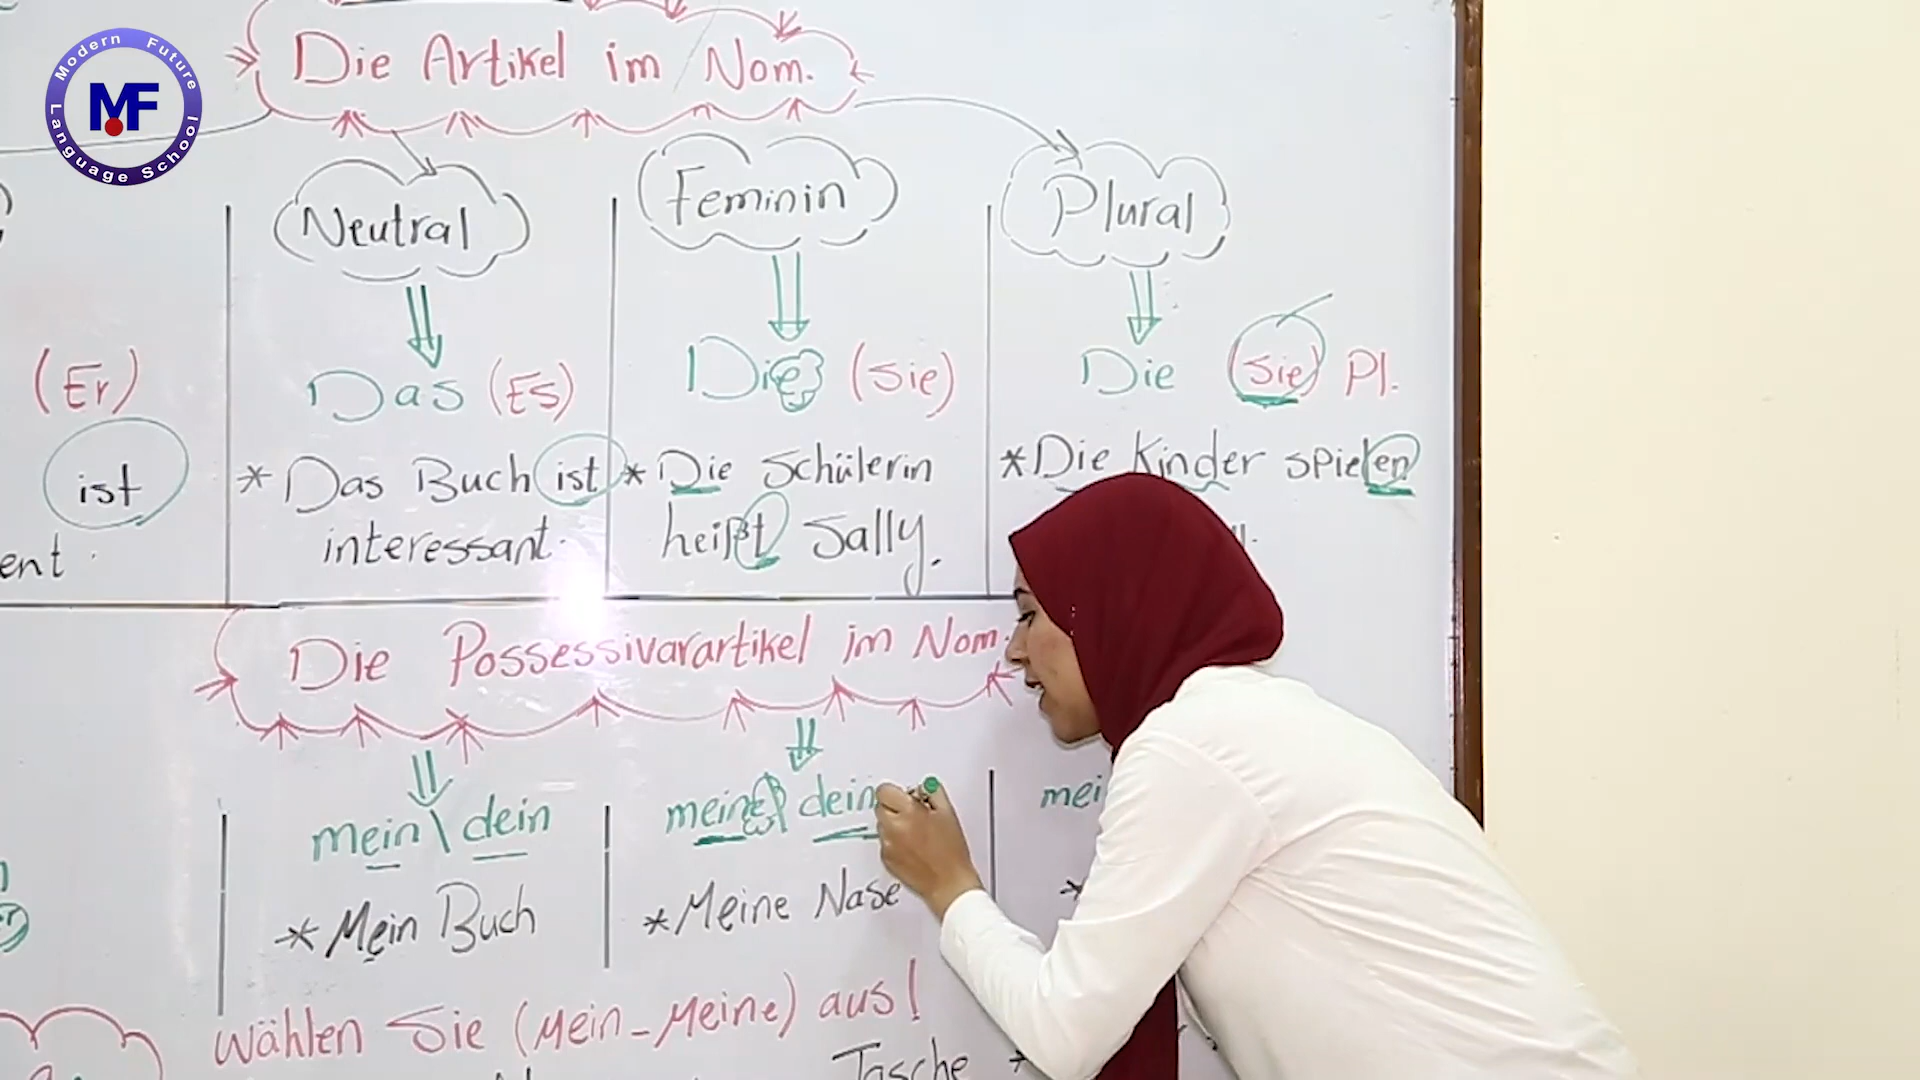 Modern Future
MF
Language School
Die Artikel im Nom.
Neutral
Feminin
Plural
(Er)
Das (Es)
Die (Sie)
Die (Sie) Pl.
ist
* Das Buch ist
interessant.
* Die Schülerin
heißt Sally.
* Die Kinder spielen
ent.
Die Possessivarartikel im Nom.
mein \ dein
meine \ dein
mei
* Mein Buch
* Meine Nase
*
Wählen Sie (Mein-Meine) aus!
Tasche
*